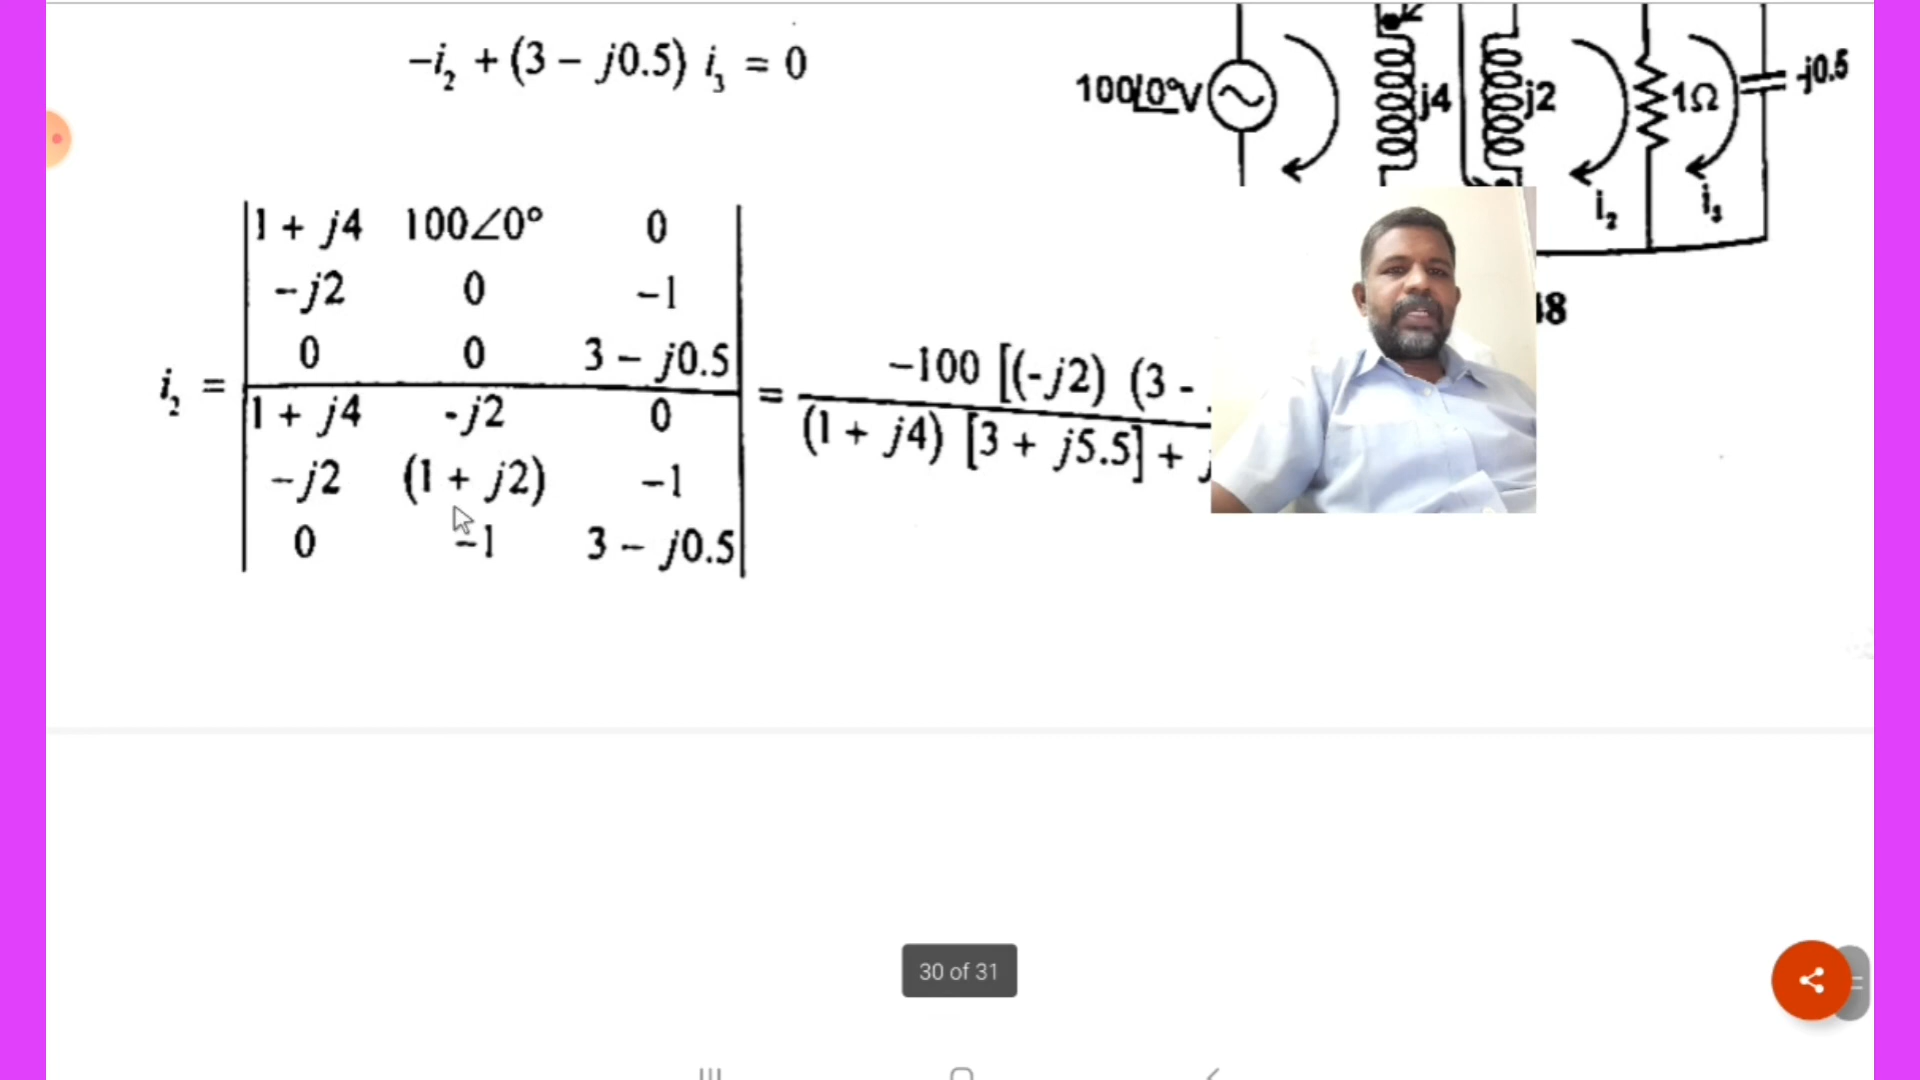 −i₂ + (3 − j0.5) i₃ = 0
100∠0°V
j4
j2
1Ω
-j0.5
i₂
i₃
8
i₂ =
1 + j4 100∠0° 0
−j2 0 −1
0 0 3 − j0.5
1 + j4 -j2 0
−j2 (1 + j2) −1
0 −1 3 − j0.5
= −100 [(-j2) (3 -
(1 + j4) [3 + j5.5] +
30 of 31